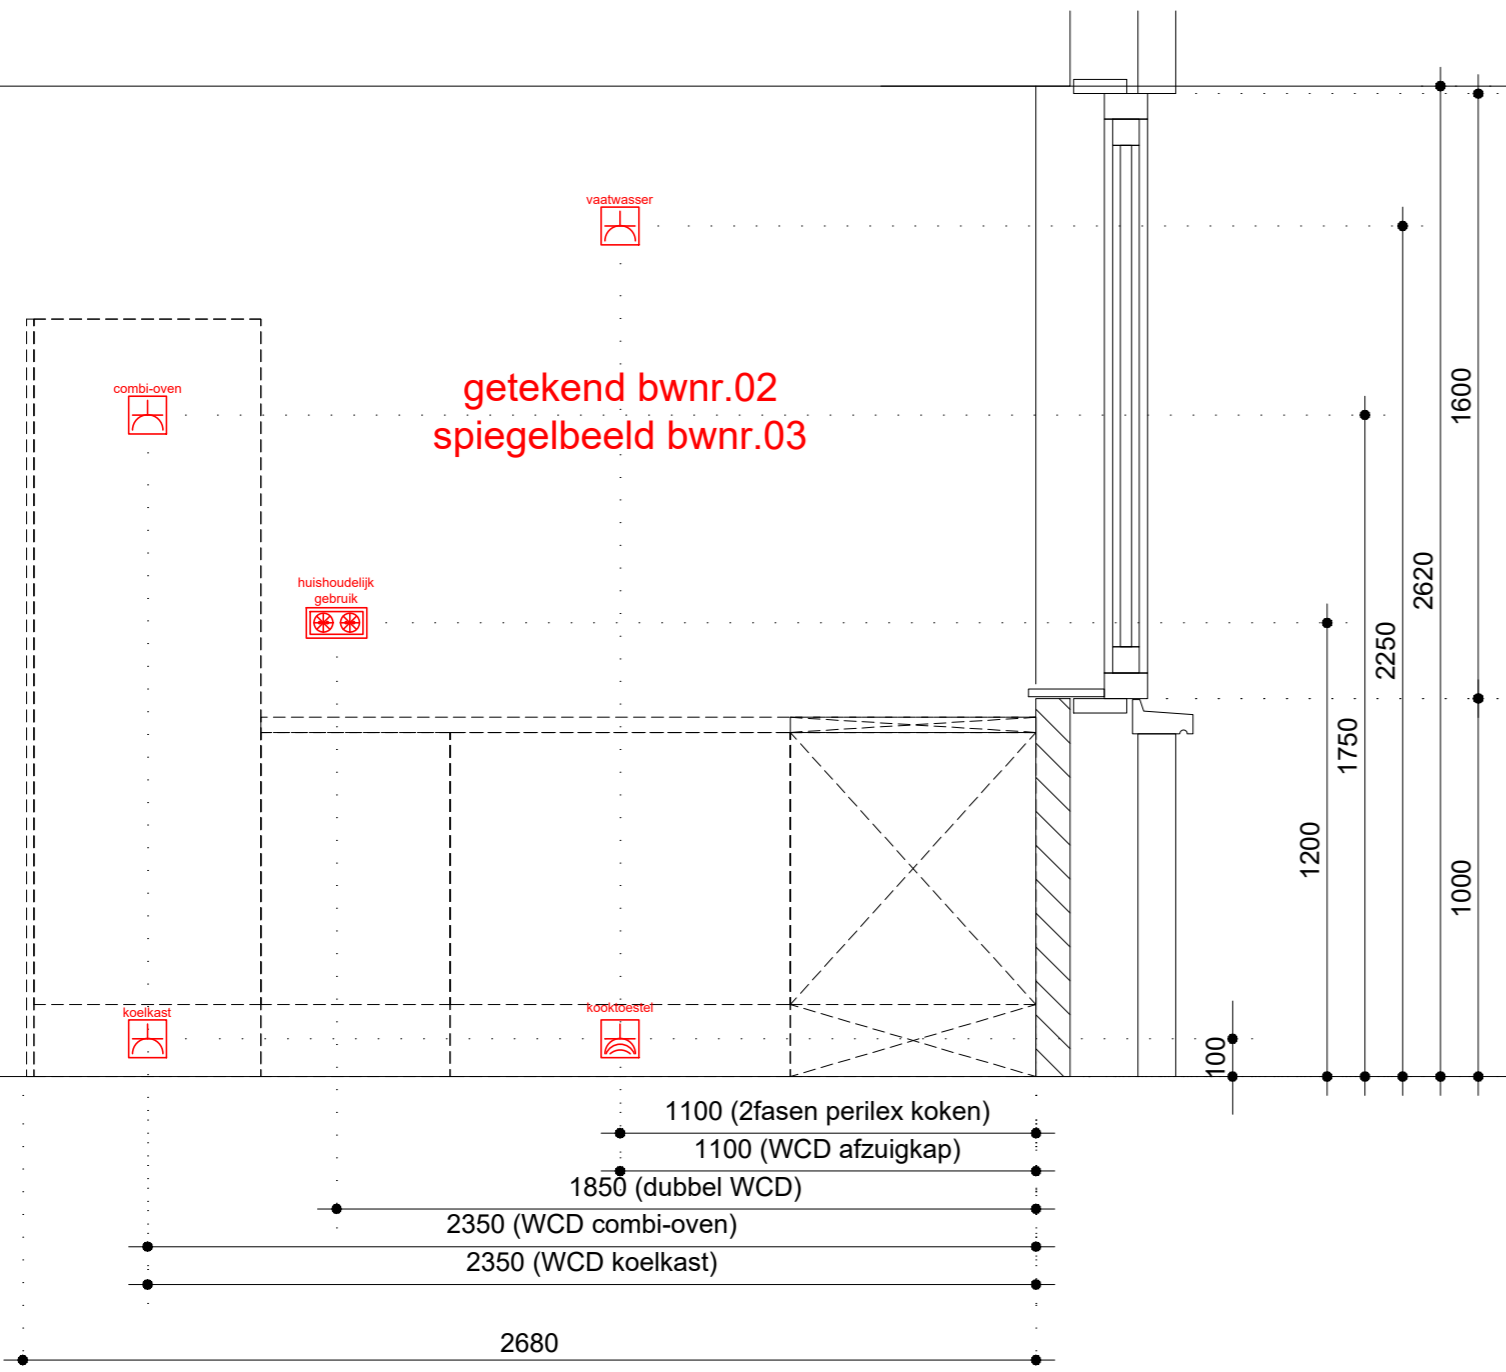 vaatwasser
combi-oven
getekend bwnr.02
spiegelbeeld bwnr.03
huishoudelijk
gebruik
koelkast
kooktoestel
1600
2620
2250
1750
1200
1000
100
1100 (2fasen perilex koken)
1100 (WCD afzuigkap)
1850 (dubbel WCD)
2350 (WCD combi-oven)
2350 (WCD koelkast)
2680